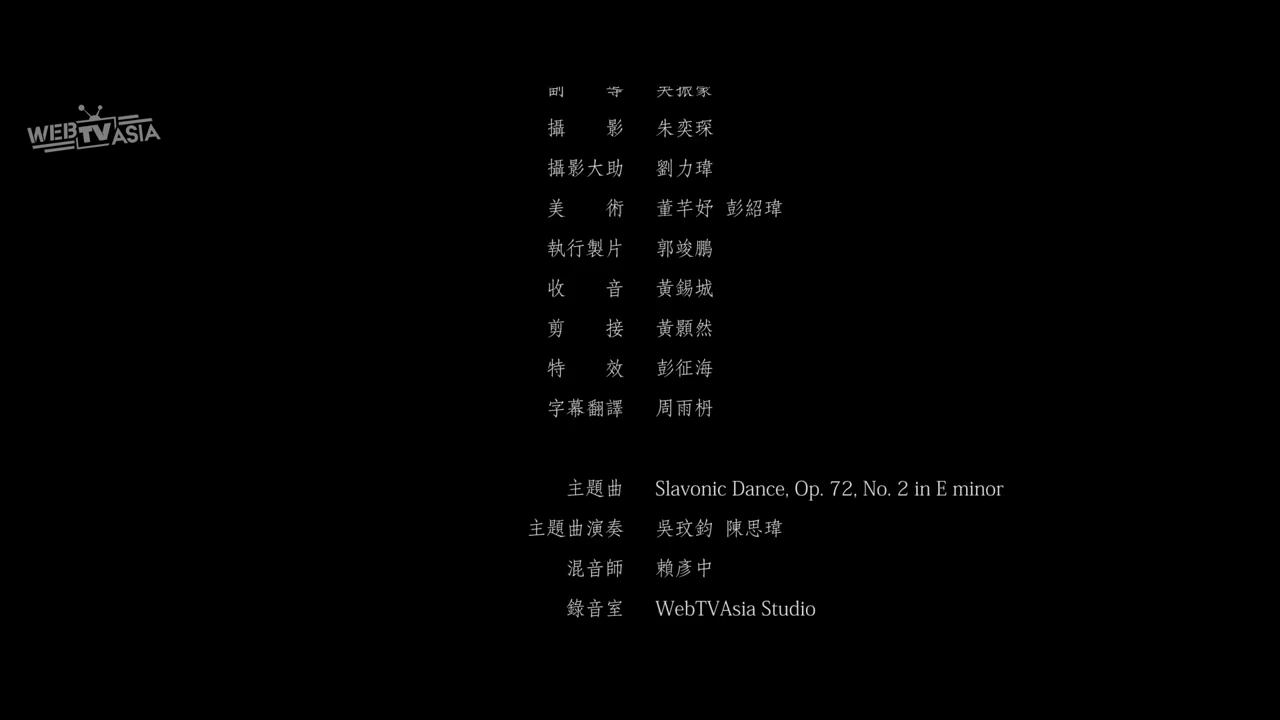 WEBTVASIA
攝影 朱奕琛
攝影大助 劉力瑋
美術 董芊妤 彭紹瑋
執行製片 郭竣鵬
收音 黃錫城
剪接 黃顥然
特效 彭征海
字幕翻譯 周雨枬
主題曲 Slavonic Dance, Op. 72, No. 2 in E minor
主題曲演奏 吳玟鈞 陳思瑋
混音師 賴彥中
錄音室 WebTVAsia Studio